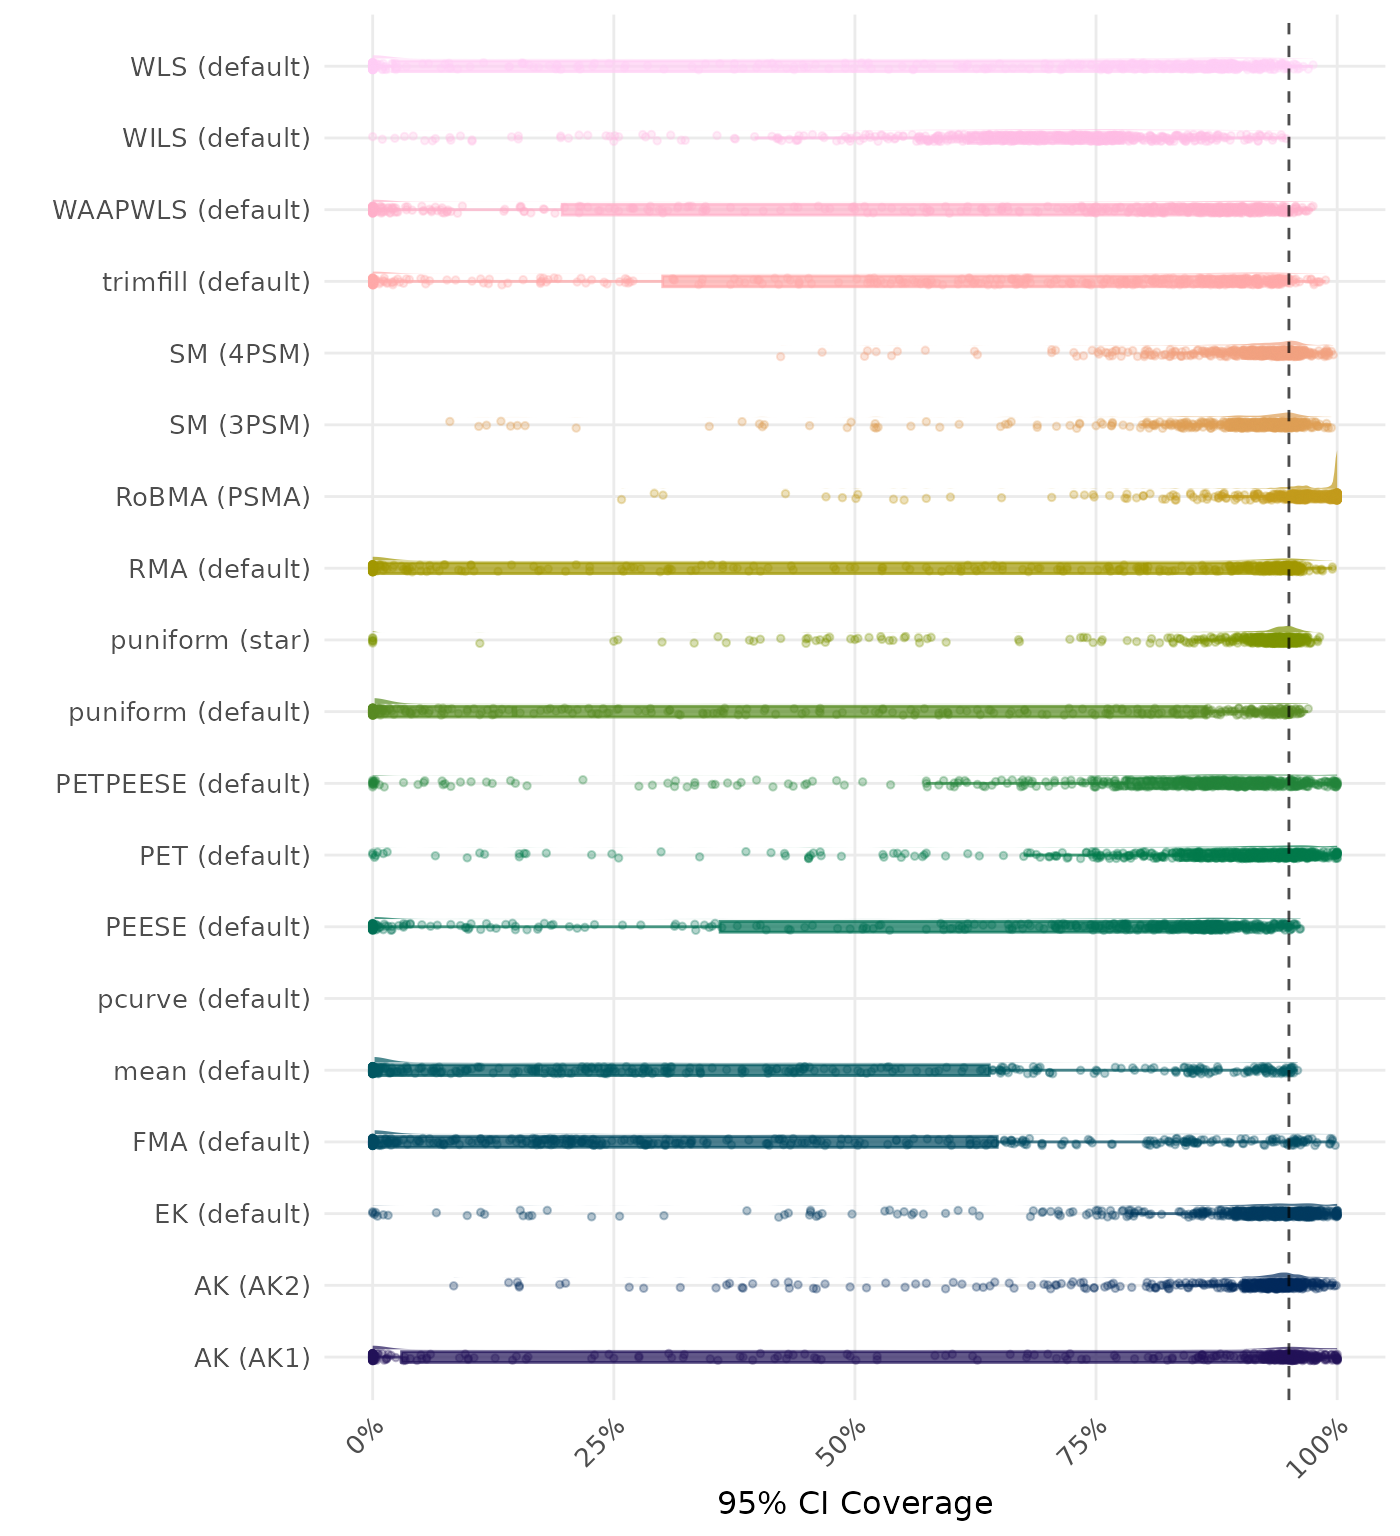 WLS (default)
WILS (default)
WAAPWLS (default)
trimfill (default)
SM (4PSM)
SM (3PSM)
RoBMA (PSMA)
RMA (default)
puniform (star)
puniform (default)
PETPEESE (default)
PET (default)
PEESE (default)
pcurve (default)
mean (default)
FMA (default)
EK (default)
AK (AK2)
AK (AK1)
0% 25% 50% 75% 100%
95% CI Coverage